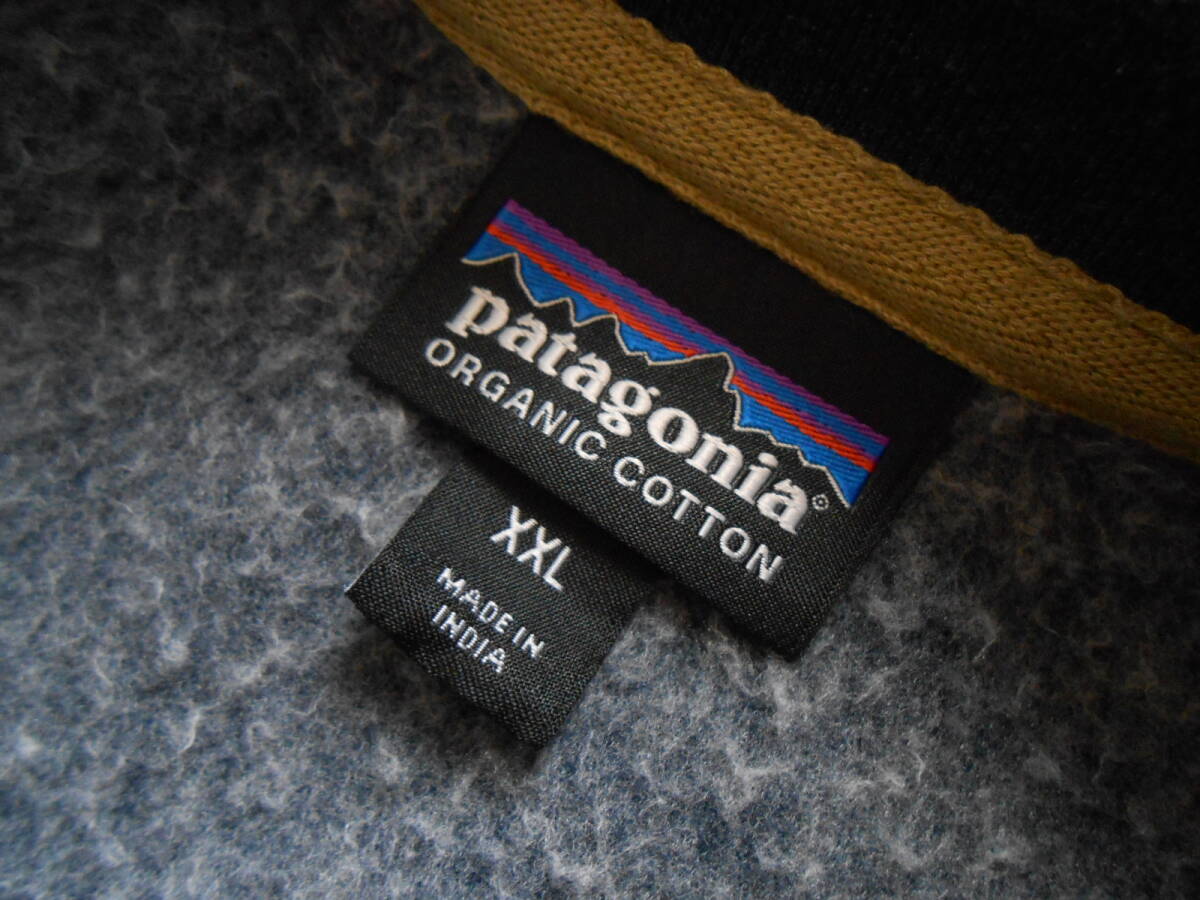 patagonia®
ORGANIC COTTON
XXL
MADE IN
INDIA